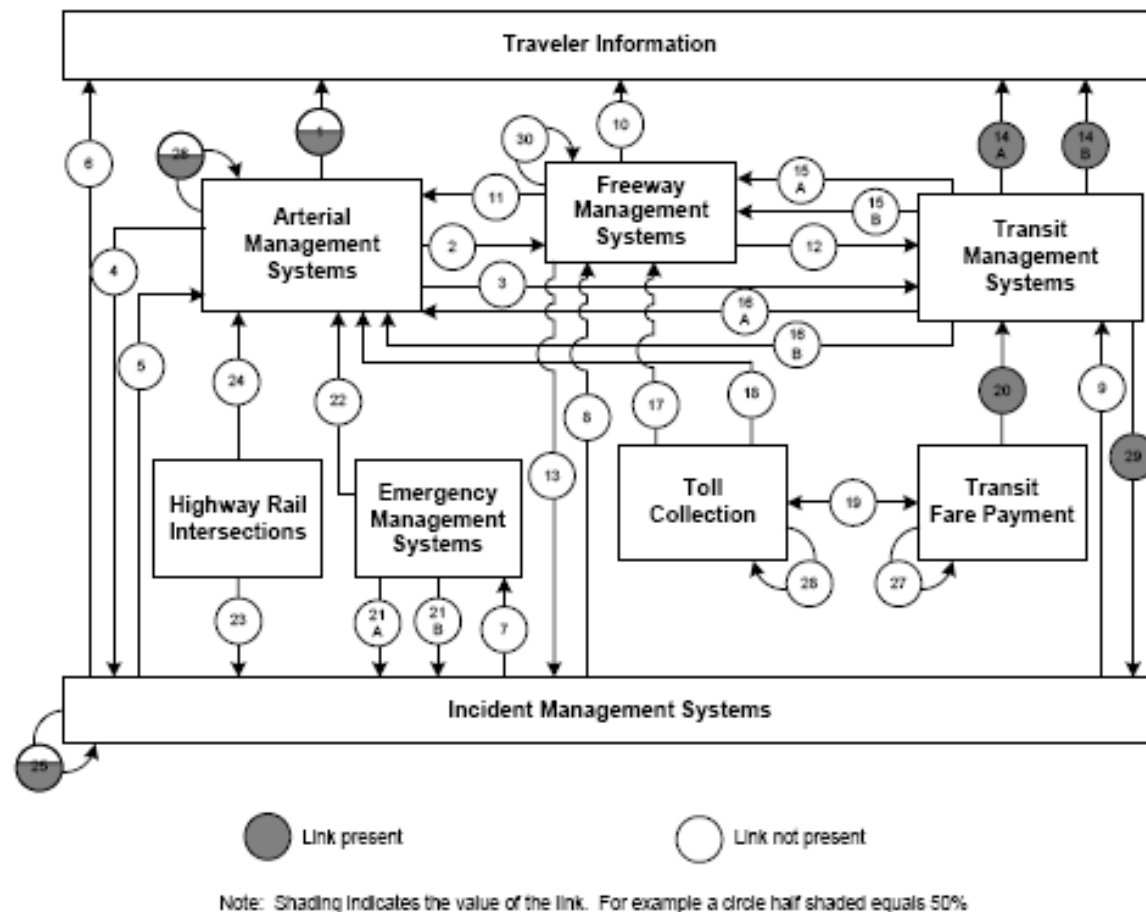 Traveler Information
6
28
1
30
10
14
A
14
B
Arterial
Management
Systems
11
Freeway
Management
Systems
15
A
15
B
Transit
Management
Systems
4
2
12
3
16
A
16
B
5
24
22
17
8
18
20
9
13
29
Highway Rail
Intersections
Emergency
Management
Systems
Toll
Collection
19
Transit
Fare Payment
28
27
23
21
A
21
B
7
Incident Management Systems
25
Link present
Link not present
Note: Shading indicates the value of the link. For example a circle half shaded equals 50%